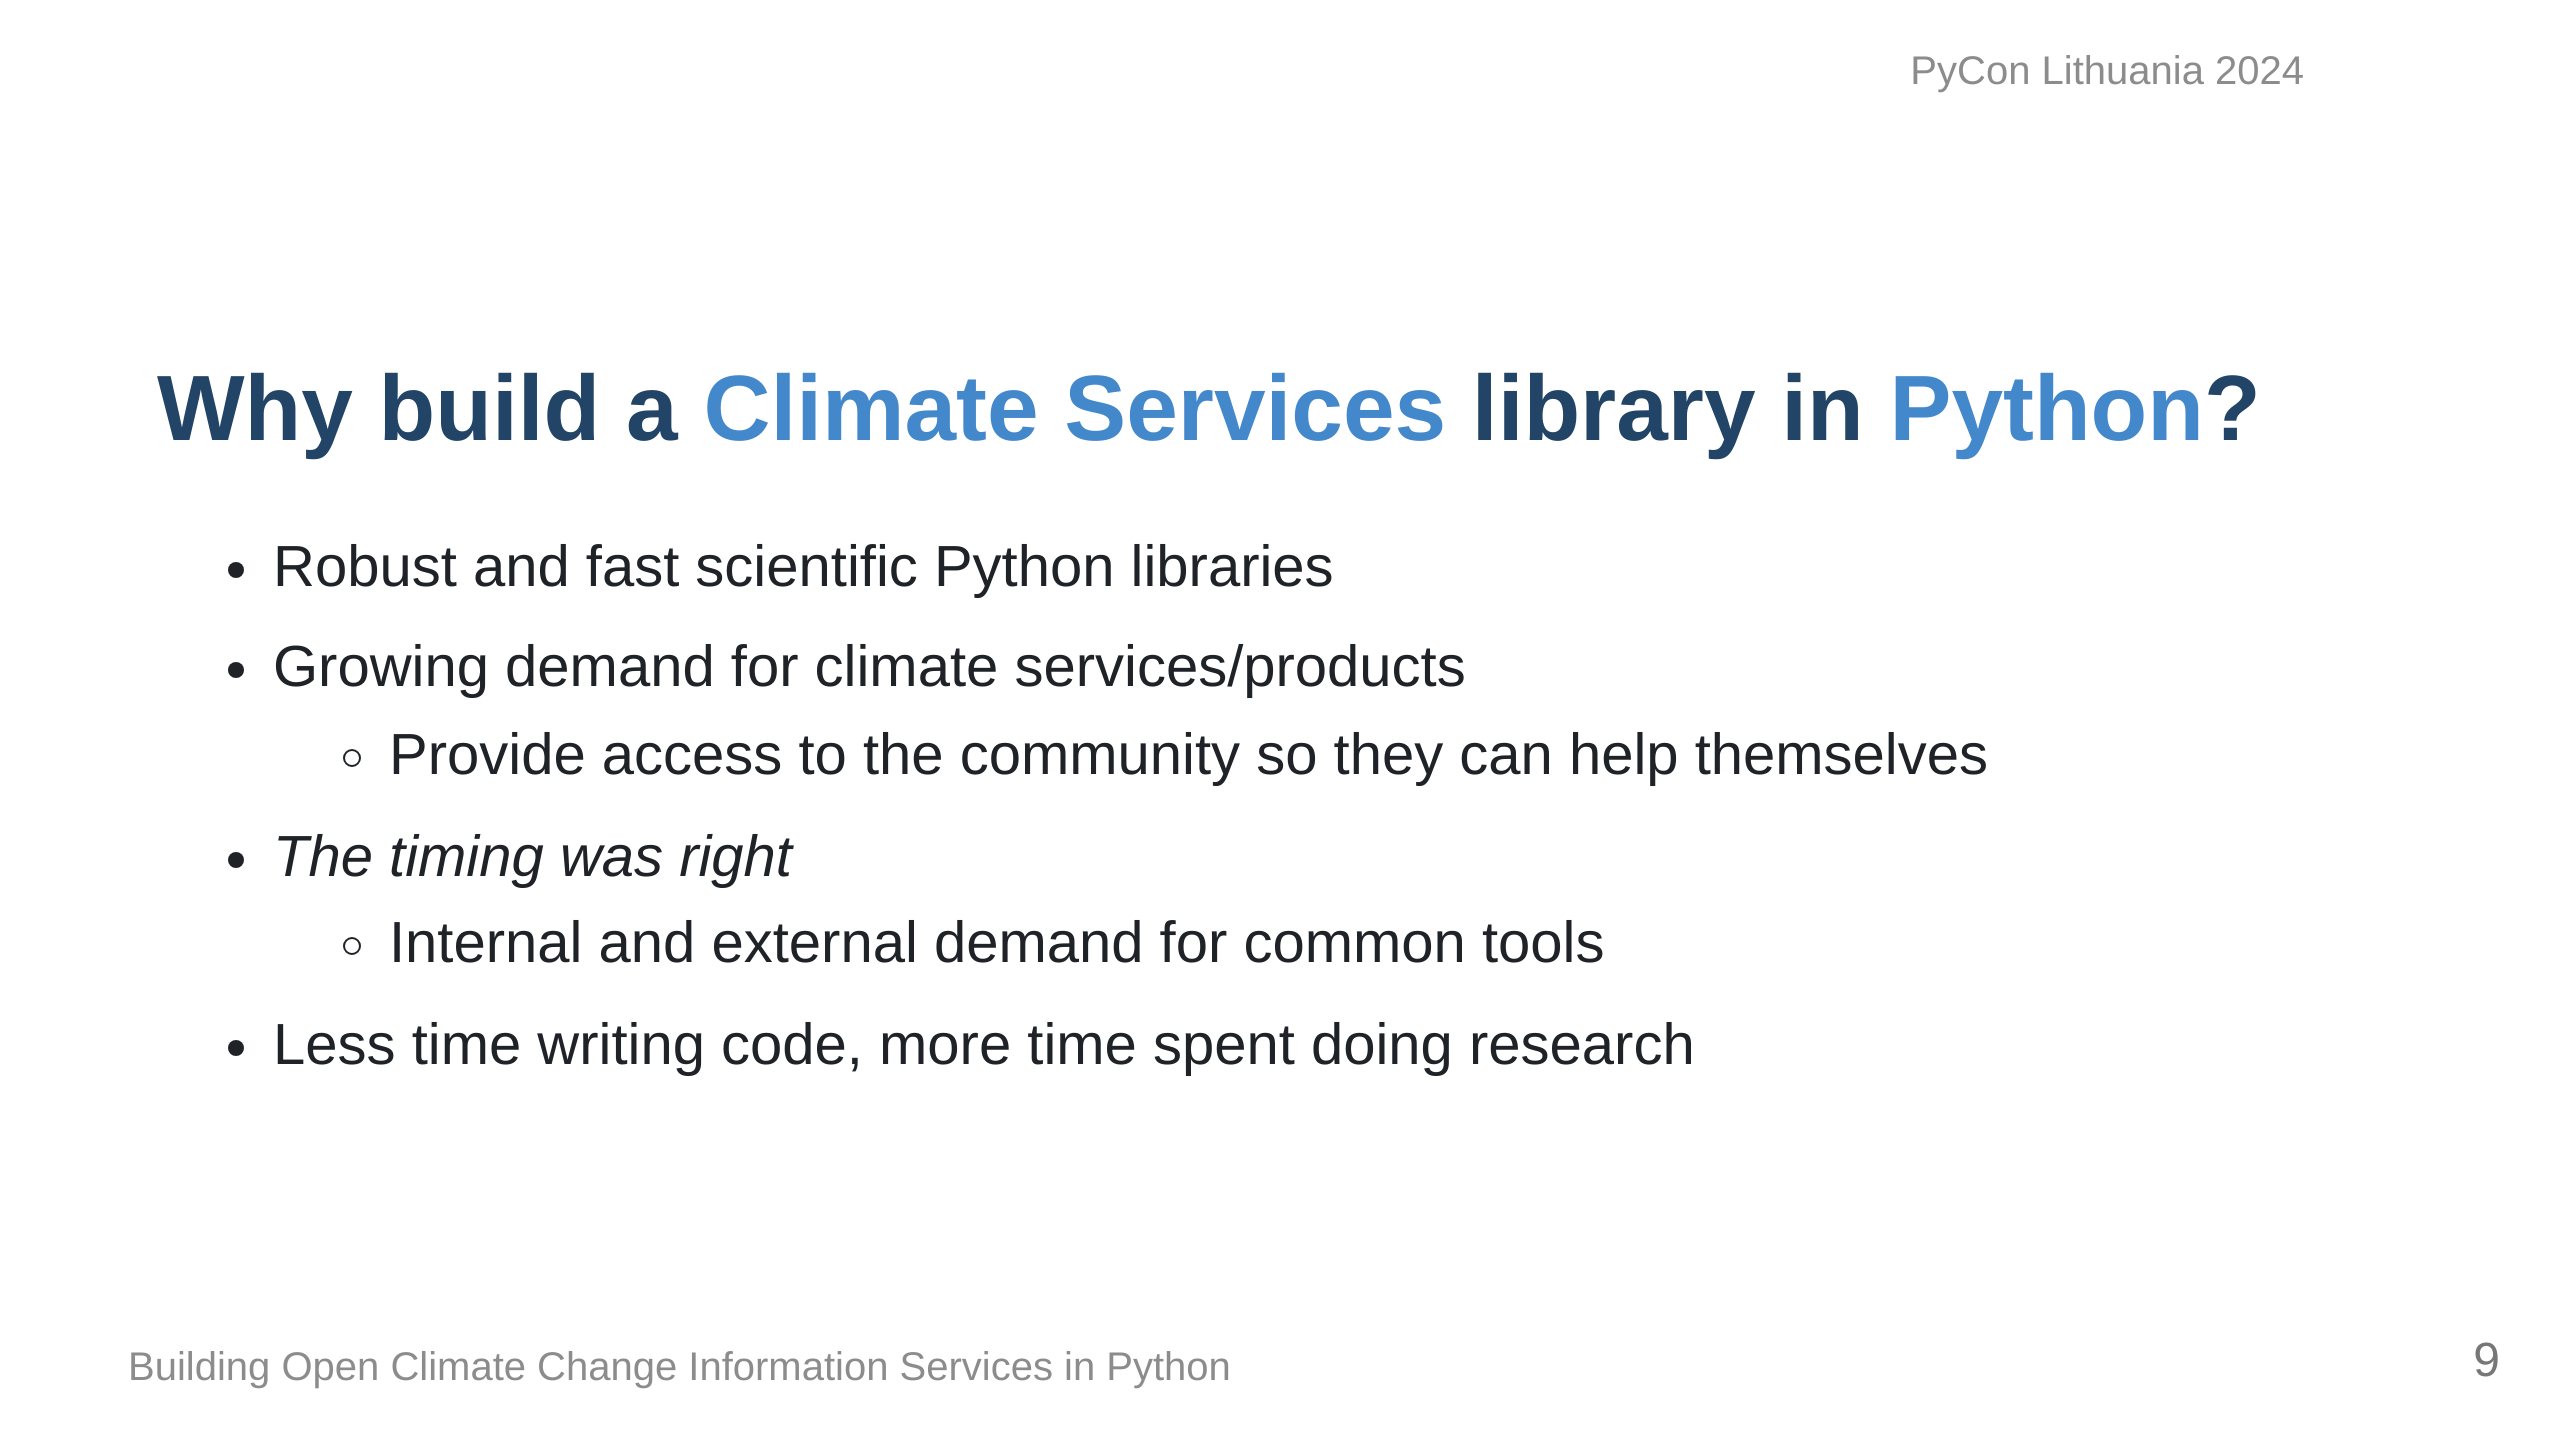 PyCon Lithuania 2024
Why build a Climate Services library in Python?
• Robust and fast scientific Python libraries
• Growing demand for climate services/products
◦ Provide access to the community so they can help themselves
• The timing was right
◦ Internal and external demand for common tools
• Less time writing code, more time spent doing research
Building Open Climate Change Information Services in Python
9